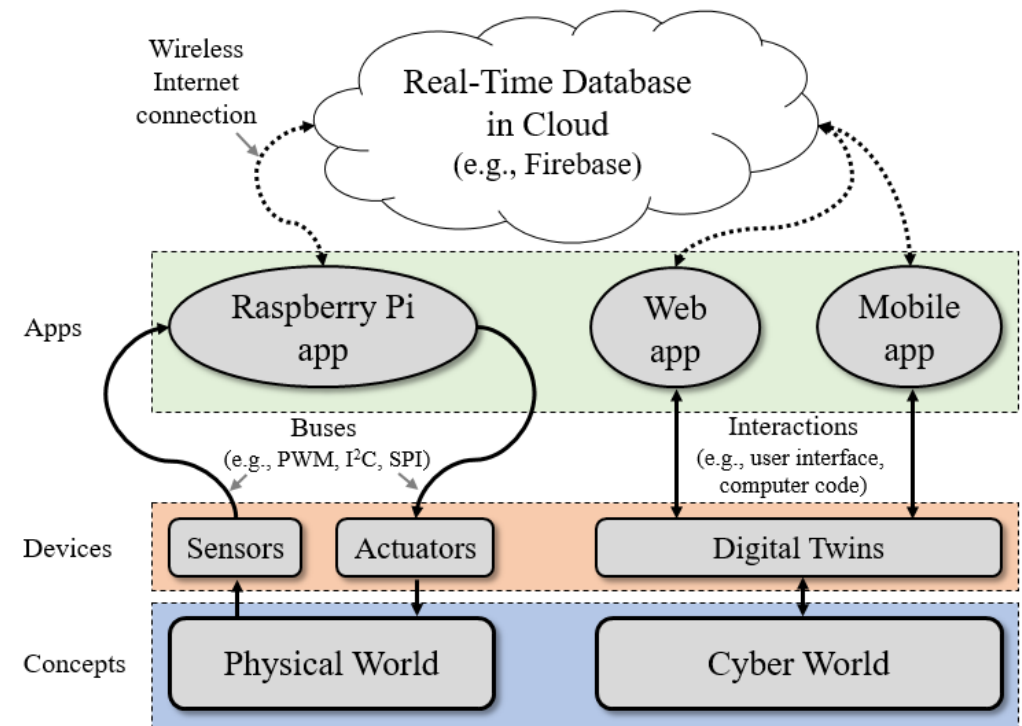 Wireless
Internet
connection
Real-Time Database
in Cloud
(e.g., Firebase)
Apps
Raspberry Pi
app
Web
app
Mobile
app
Buses
(e.g., PWM, I²C, SPI)
Interactions
(e.g., user interface,
computer code)
Devices
Sensors
Actuators
Digital Twins
Concepts
Physical World
Cyber World